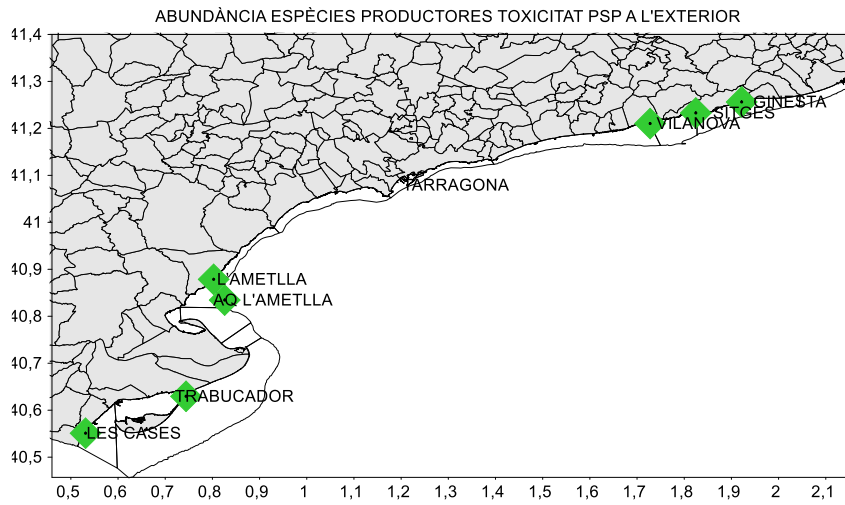 ABUNDÀNCIA ESPÈCIES PRODUCTORES TOXICITAT PSP A L'EXTERIOR
41,4
41,3
GINESTA
SITGES
41,2
VILANOVA
41,1
TARRAGONA
41
40,9
L'AMETLLA
AQ L'AMETLLA
40,8
40,7
TRABUCADOR
40,6
LES CASES
40,5
0,5 0,6 0,7 0,8 0,9 1 1,1 1,2 1,3 1,4 1,5 1,6 1,7 1,8 1,9 2 2,1